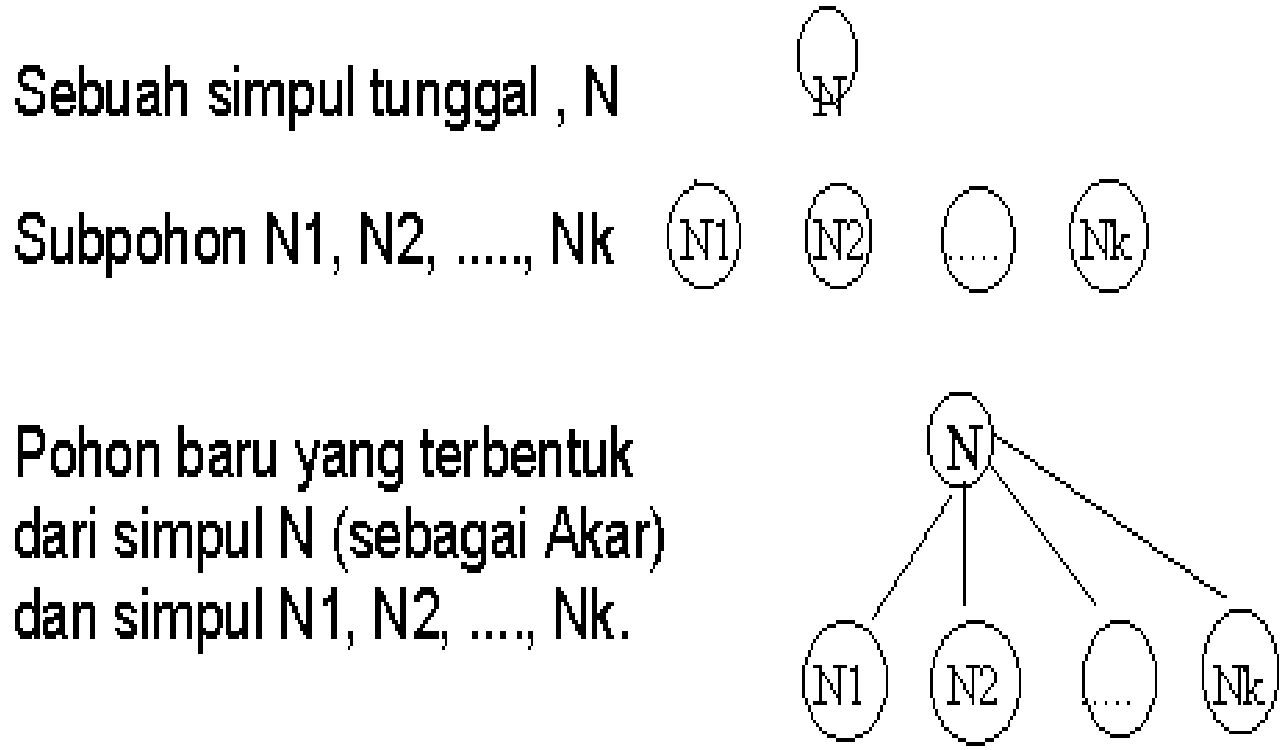 Sebuah simpul tunggal , N
N
Subpohon N1, N2, ....., Nk
N1 N2 ..... Nk
Pohon baru yang terbentuk
dari simpul N (sebagai Akar)
dan simpul N1, N2, ...., Nk.
N
N1 N2 ..... Nk